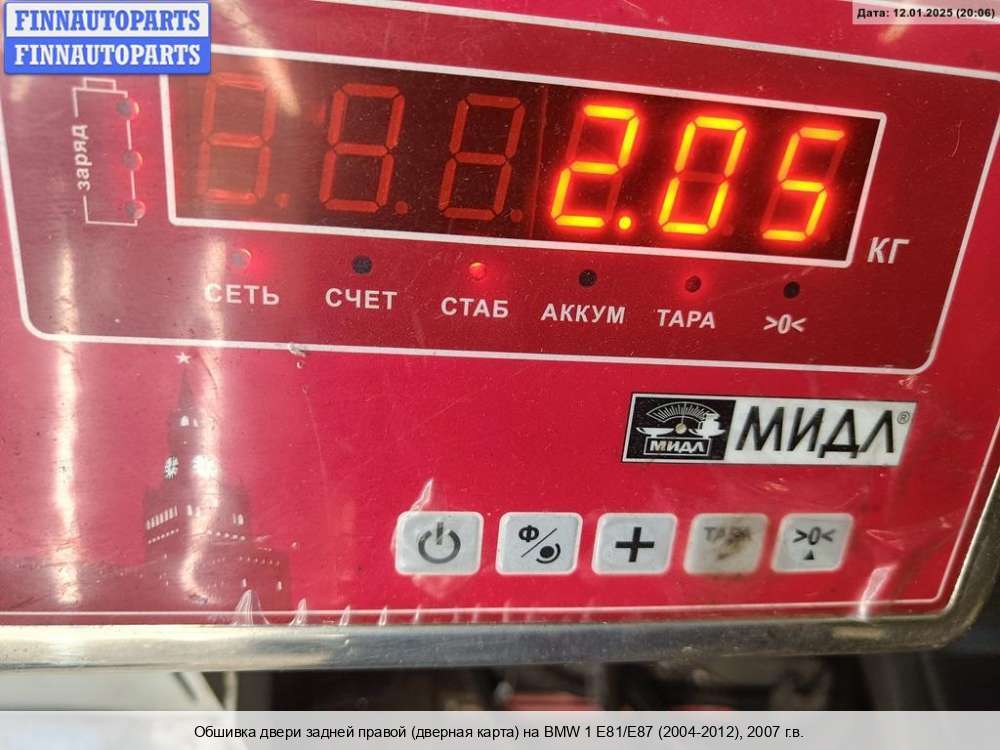 FINNAUTOPARTS
FINNAUTOPARTS
Дата: 12.01.2025 (20:06)
заряд
2.05
КГ
СЕТЬ СЧЕТ СТАБ АККУМ ТАРА >0<
МИДЛ МИДЛ®
Ф
+
ТАРА
>0<
Обшивка двери задней правой (дверная карта) на BMW 1 E81/E87 (2004-2012), 2007 г.в.